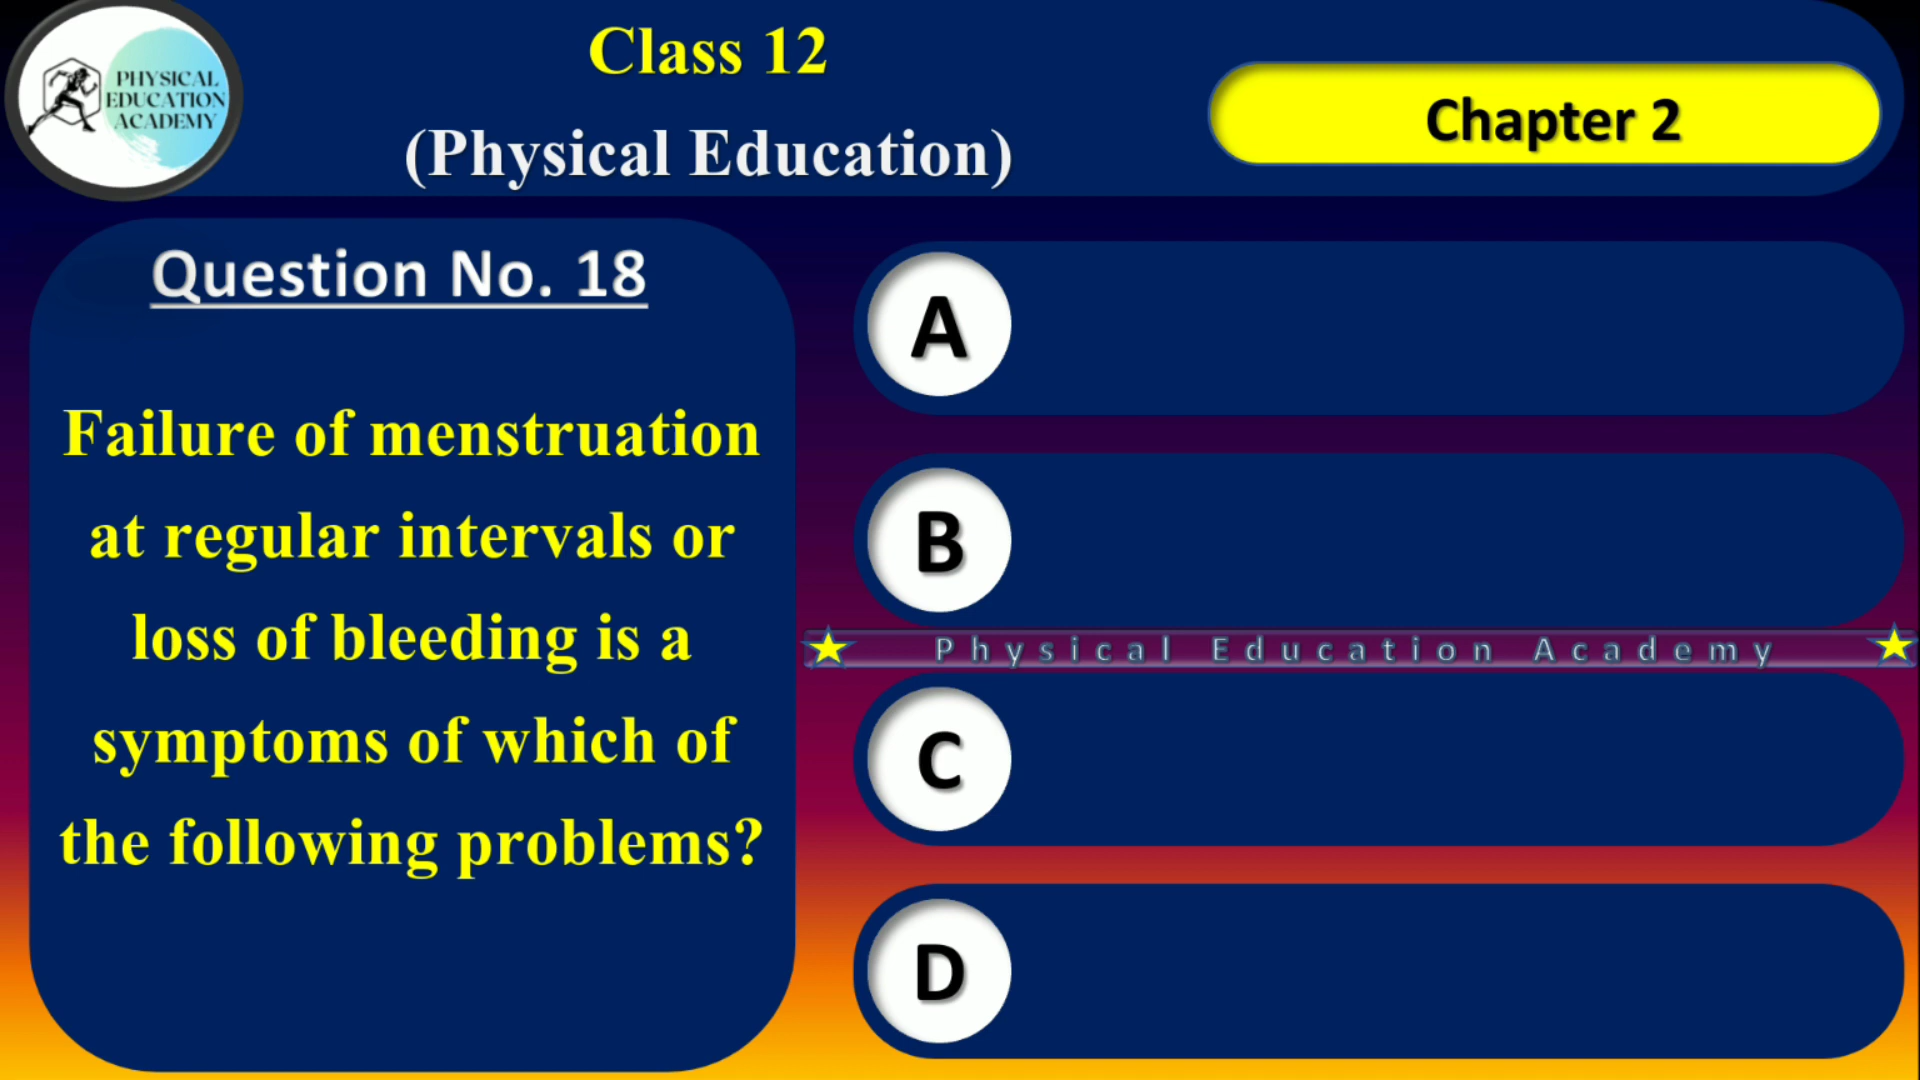 PHYSICAL
EDUCATION
ACADEMY
Class 12
(Physical Education)
Chapter 2
Question No. 18
Failure of menstruation
at regular intervals or
loss of bleeding is a
symptoms of which of
the following problems?
A
B
Physical Education Academy
C
D